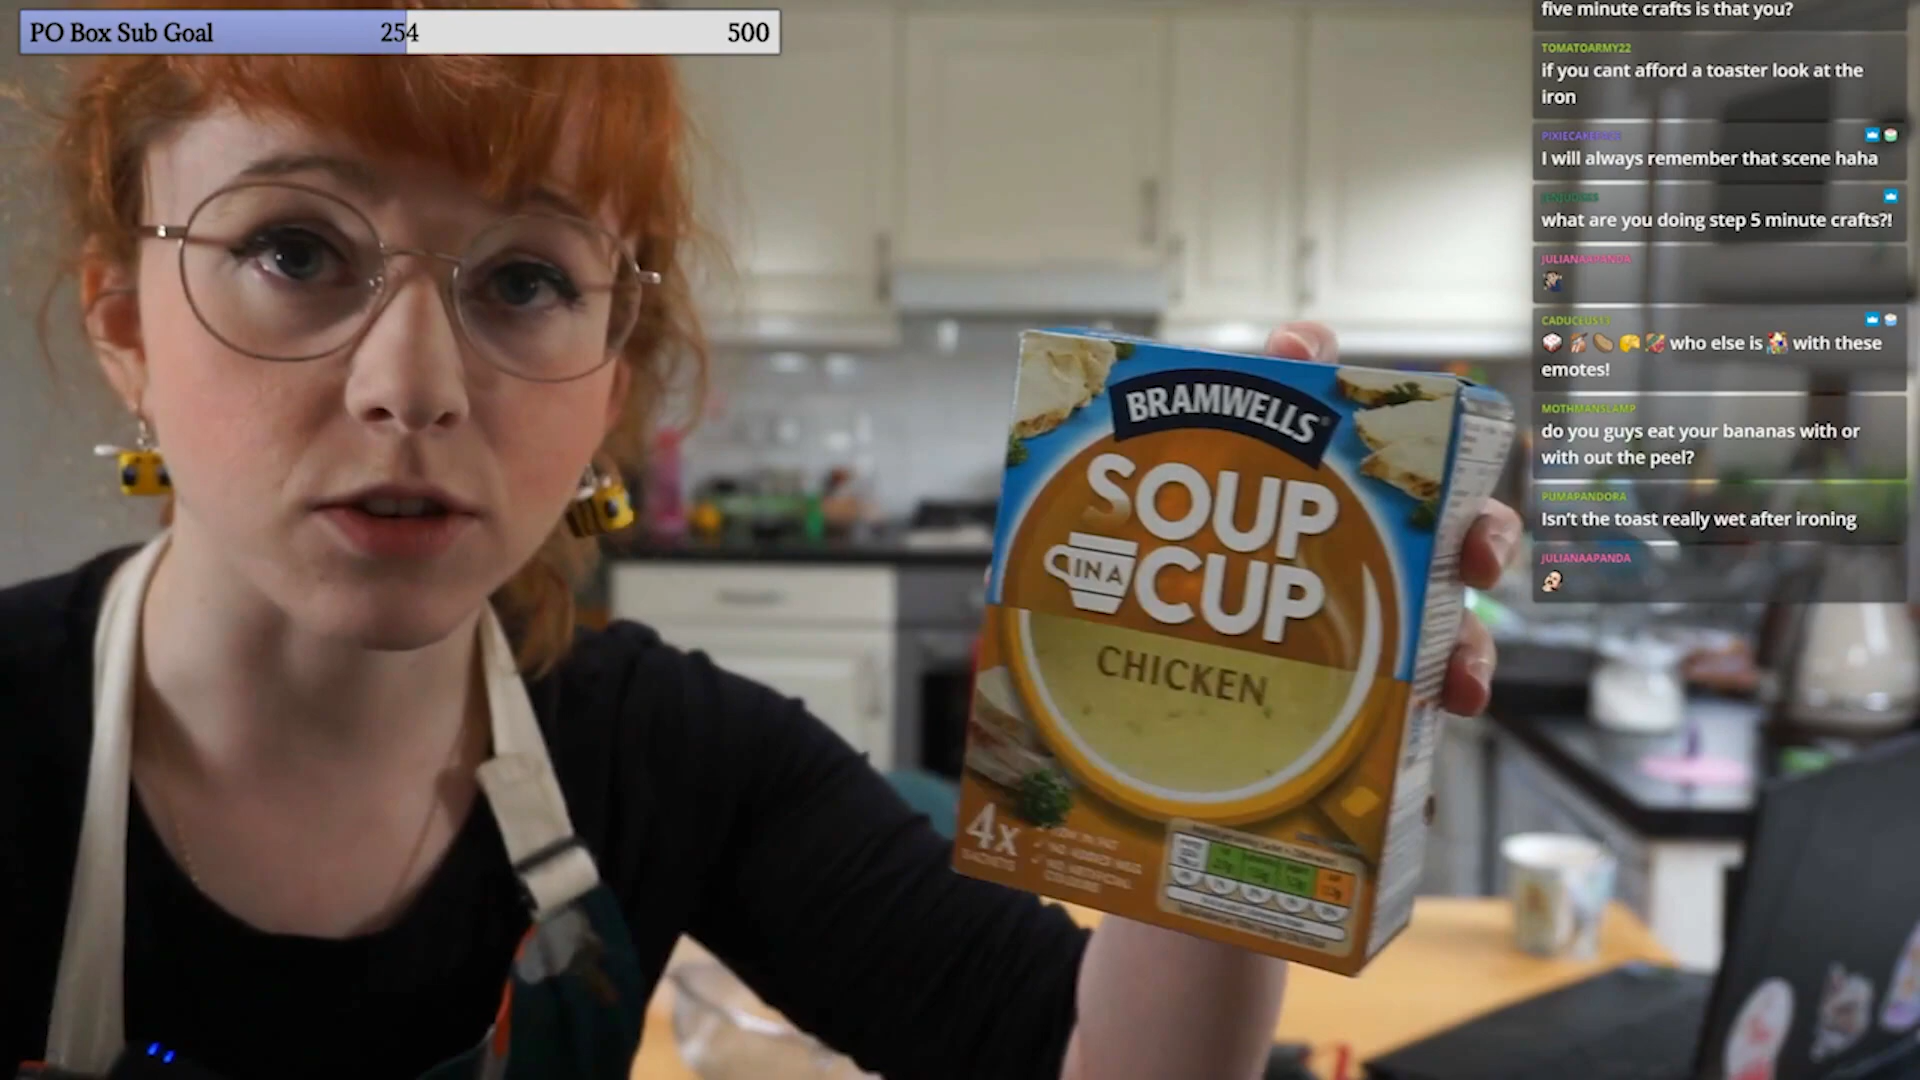 PO Box Sub Goal 254 500
five minute crafts is that you?
TOMATOARMY22
if you cant afford a toaster look at the
iron
I will always remember that scene haha
what are you doing step 5 minute crafts?!
JULIANAAPANDA
CADUCEUS13
who else is with these
emotes!
MOTHMANSLAMP
do you guys eat your bananas with or
with out the peel?
PUMAPANDORA
Isn't the toast really wet after ironing
JULIANAAPANDA
BRAMWELLS
SOUP
IN A
CUP
CHICKEN
4x